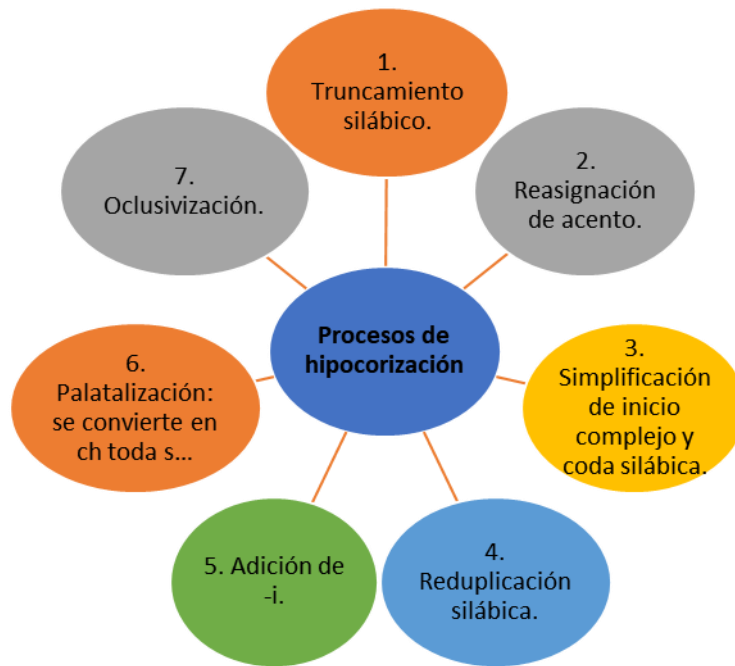 Procesos de
hipocorización
1.
Truncamiento
silábico.
2.
Reasignación
de acento.
3.
Simplificación
de inicio
complejo y
coda silábica.
4.
Reduplicación
silábica.
5. Adición de
-i.
6.
Palatalización:
se convierte en
ch toda s...
7.
Oclusivización.